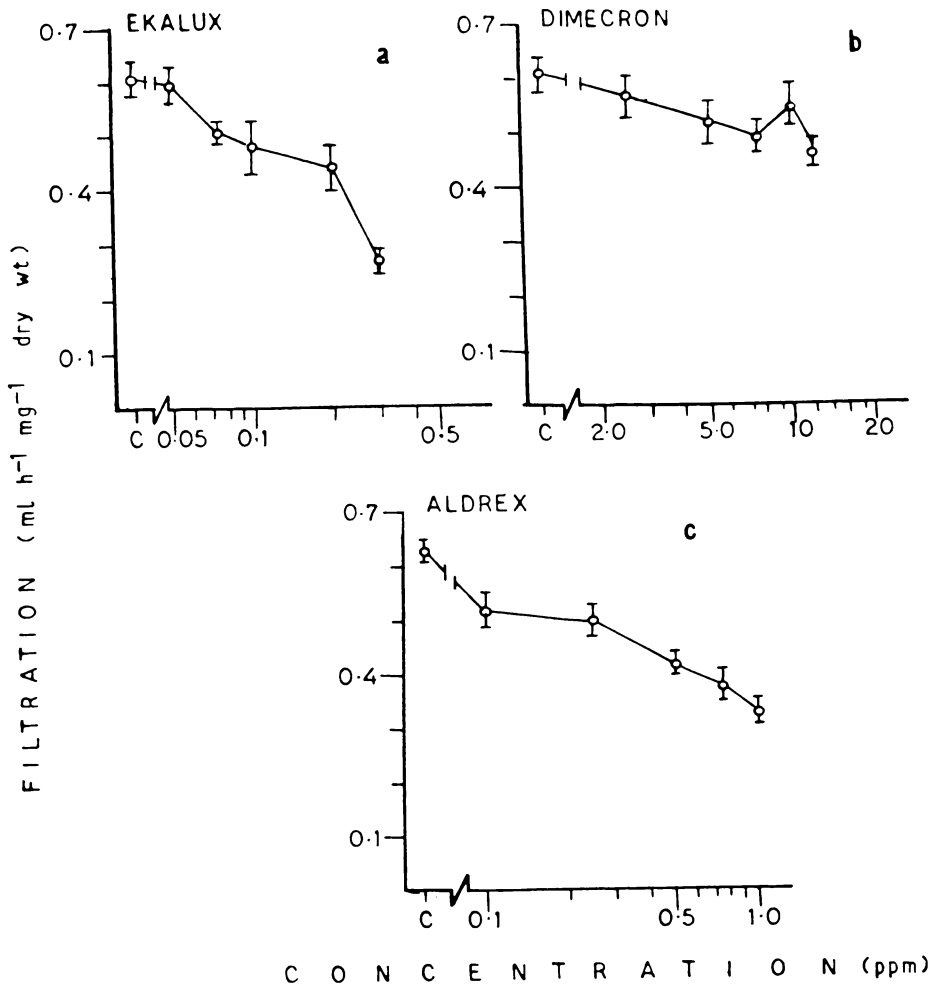 EKALUX
a
0·7
0·4
0·1
C 0·05 0·1 0·5
DIMECRON
b
0·7
0·4
0·1
C 2·0 5·0 10 20
ALDREX
c
0·7
0·4
0·1
C 0·1 0·5 1·0
FILTRATION (ml h⁻¹ mg⁻¹ dry wt)
CONCENTRATION (ppm)